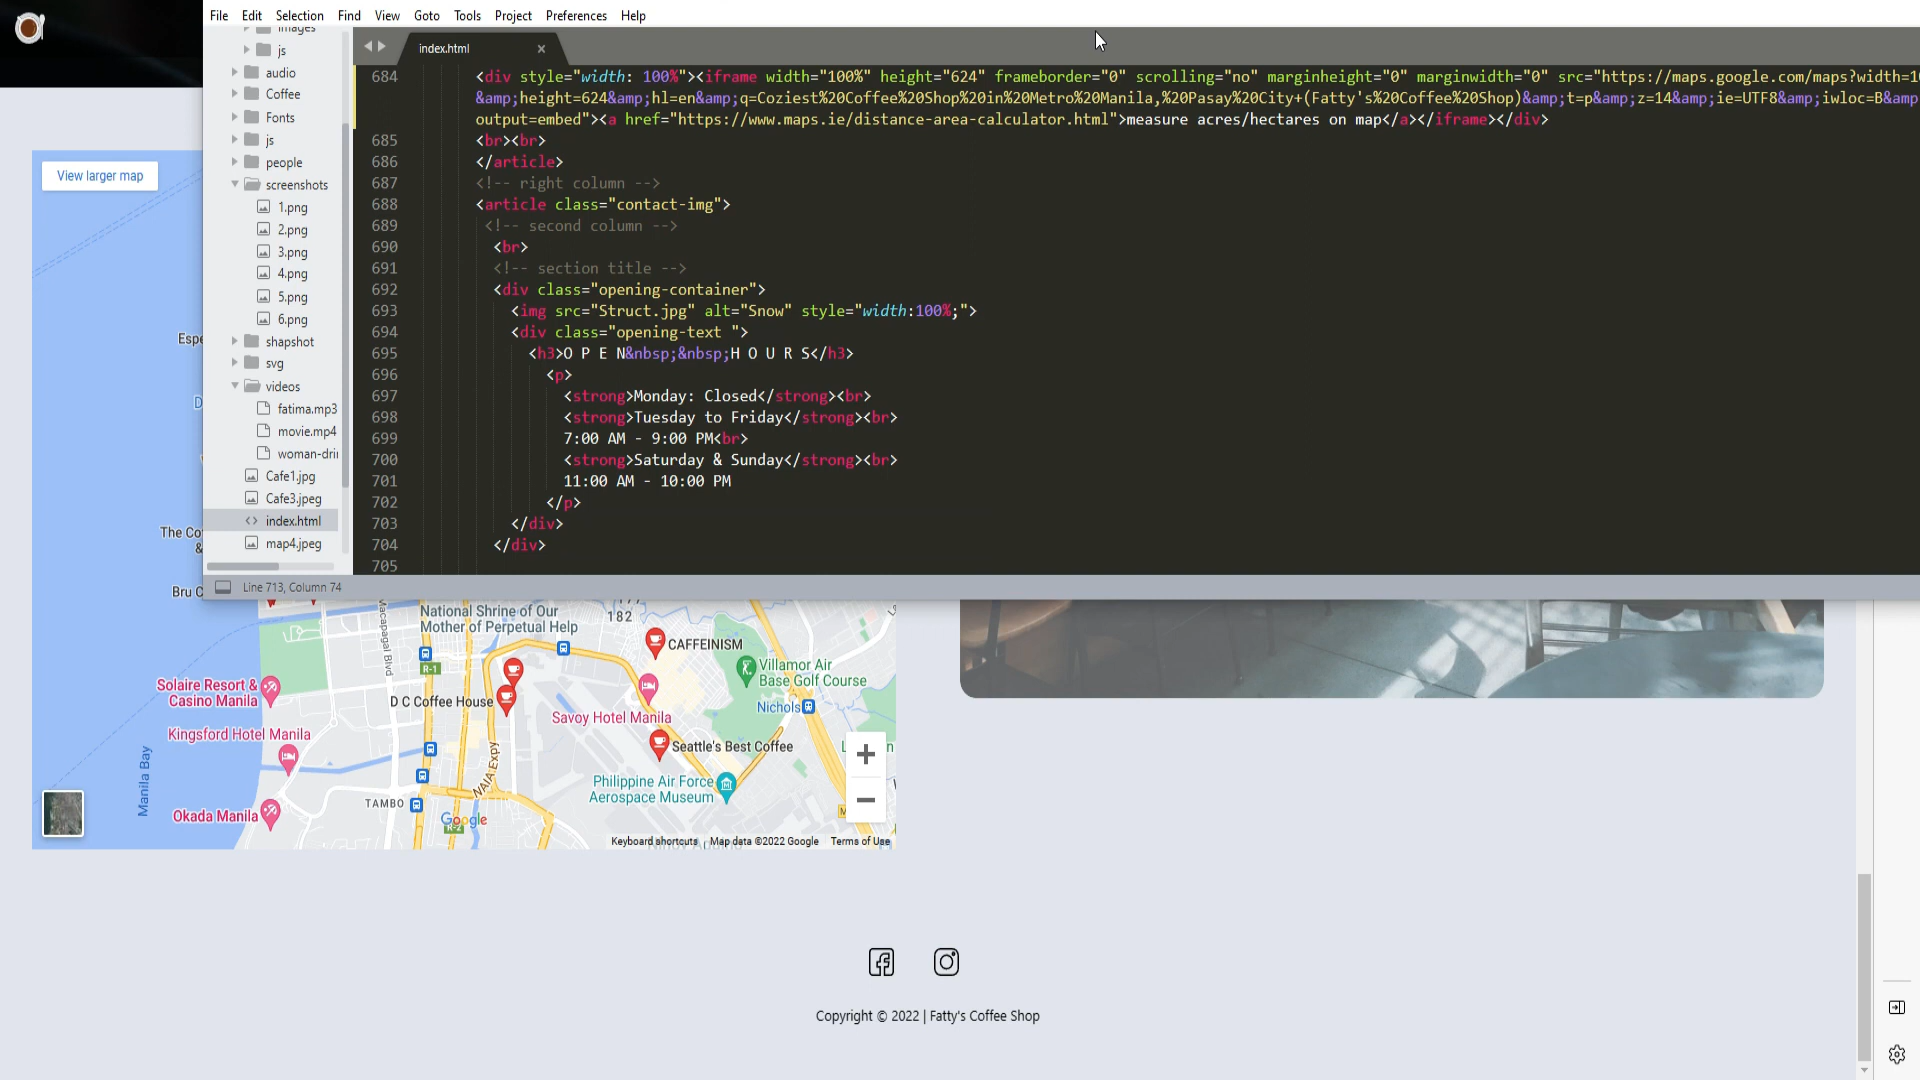 File Edit Selection Find View Goto Tools Project Preferences Help
images
js
audio
Coffee
Fonts
js
people
screenshots
1.png
2.png
3.png
4.png
5.png
6.png
shapshot
svg
videos
fatima.mp3
movie.mp4
woman-dri
Cafe1.jpg
Cafe3.jpeg
index.html
map4.jpeg
index.html ×
684 <div style="width: 100%"><iframe width="100%" height="624" frameborder="0" scrolling="no" marginheight="0" marginwidth="0" src="https://maps.google.com/maps?width=10
&amp;height=624&amp;hl=en&amp;q=Coziest%20Coffee%20Shop%20in%20Metro%20Manila,%20Pasay%20City+(Fatty's%20Coffee%20Shop)&amp;t=p&amp;z=14&amp;ie=UTF8&amp;iwloc=B&amp
output=embed"><a href="https://www.maps.ie/distance-area-calculator.html">measure acres/hectares on map</a></iframe></div>
685 <br><br>
686 </article>
687 <!-- right column -->
688 <article class="contact-img">
689 <!-- second column -->
690 <br>
691 <!-- section title -->
692 <div class="opening-container">
693 <img src="Struct.jpg" alt="Snow" style="width:100%;">
694 <div class="opening-text ">
695 <h3>O P E N&nbsp;&nbsp;H O U R S</h3>
696 <p>
697 <strong>Monday: Closed</strong><br>
698 <strong>Tuesday to Friday</strong><br>
699 7:00 AM - 9:00 PM<br>
700 <strong>Saturday & Sunday</strong><br>
701 11:00 AM - 10:00 PM
702 </p>
703 </div>
704 </div>
705
Line 713, Column 74
View larger map
Espe
D
The Co
&
Bru C
National Shrine of Our
Mother of Perpetual Help
182
Macapagal Blvd
R-1
CAFFEINISM
Villamor Air
Base Golf Course
Solaire Resort &
Casino Manila
D C Coffee House
Nichols
Savoy Hotel Manila
Kingsford Hotel Manila
Seattle's Best Coffee
Manila Bay
NAIA Expy
Philippine Air Force
Aerospace Museum
TAMBO
Okada Manila
Google
R-2
Keyboard shortcuts Map data ©2022 Google Terms of Use
Copyright © 2022 | Fatty's Coffee Shop